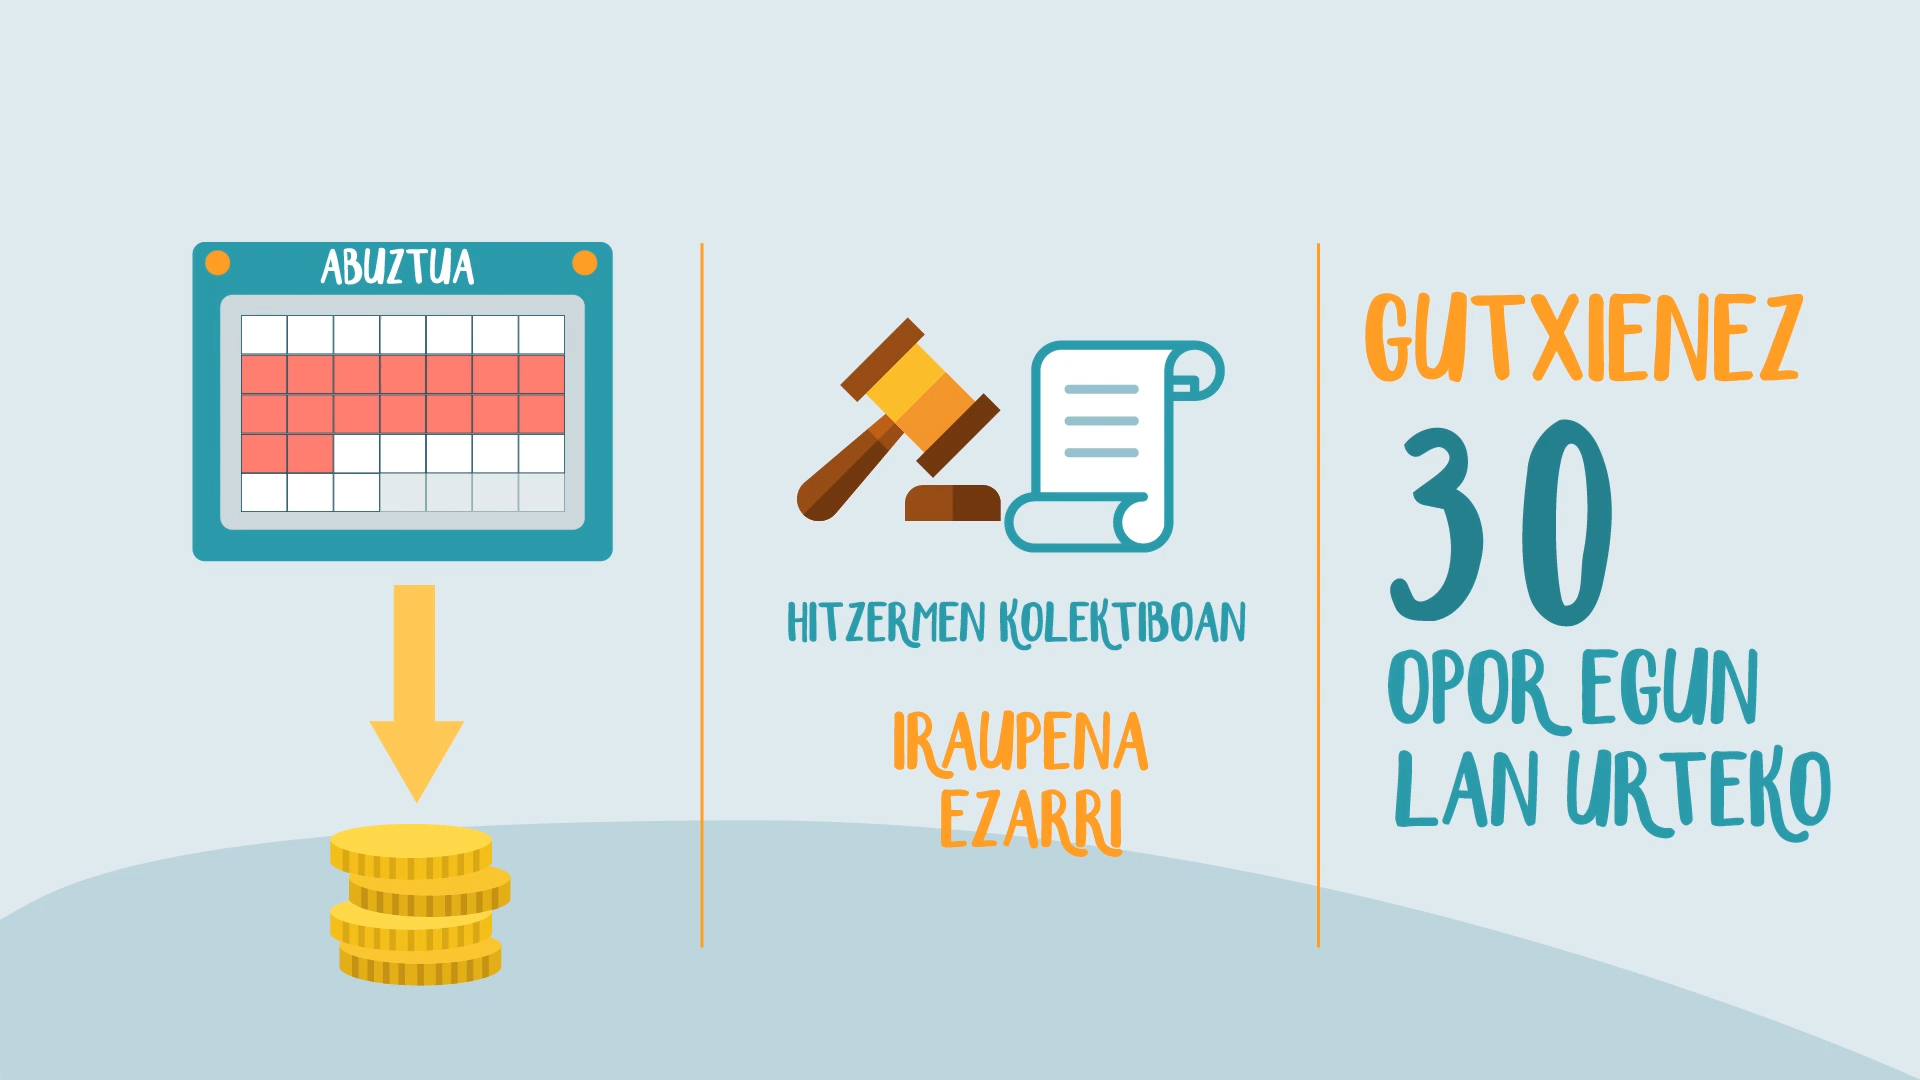 ABUZTUA
HITZERMEN KOLEKTIBOAN
IRAUPENA
EZARRI
GUTXIENEZ
30
OPOR EGUN
LAN URTEKO